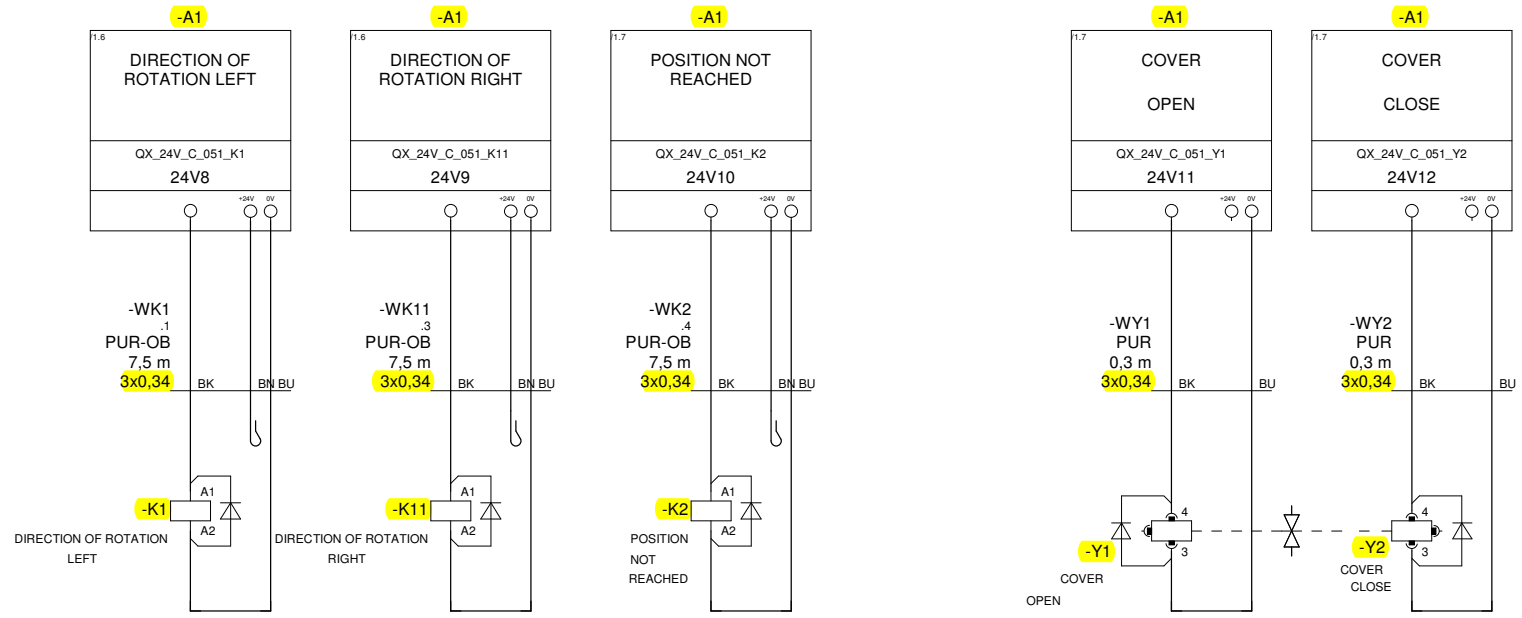 -A1
/1.6
DIRECTION OF
ROTATION LEFT
QX_24V_C_051_K1
24V8
+24V 0V
-WK1
.1
PUR-OB
7,5 m
3x0,34 BK BN BU
A1
-K1
A2
DIRECTION OF ROTATION
LEFT
-A1
/1.6
DIRECTION OF
ROTATION RIGHT
QX_24V_C_051_K11
24V9
+24V 0V
-WK11
.3
PUR-OB
7,5 m
3x0,34 BK BN BU
A1
-K11
A2
DIRECTION OF ROTATION
RIGHT
-A1
/1.7
POSITION NOT
REACHED
QX_24V_C_051_K2
24V10
+24V 0V
-WK2
.4
PUR-OB
7,5 m
3x0,34 BK BN BU
A1
-K2
A2
POSITION
NOT
REACHED
-A1
/1.7
COVER
OPEN
QX_24V_C_051_Y1
24V11
+24V 0V
-WY1
PUR
0,3 m
3x0,34 BK BU
4
-Y1 3
COVER
OPEN
-A1
/1.7
COVER
CLOSE
QX_24V_C_051_Y2
24V12
+24V 0V
-WY2
PUR
0,3 m
3x0,34 BK BU
4
-Y2 3
COVER
CLOSE